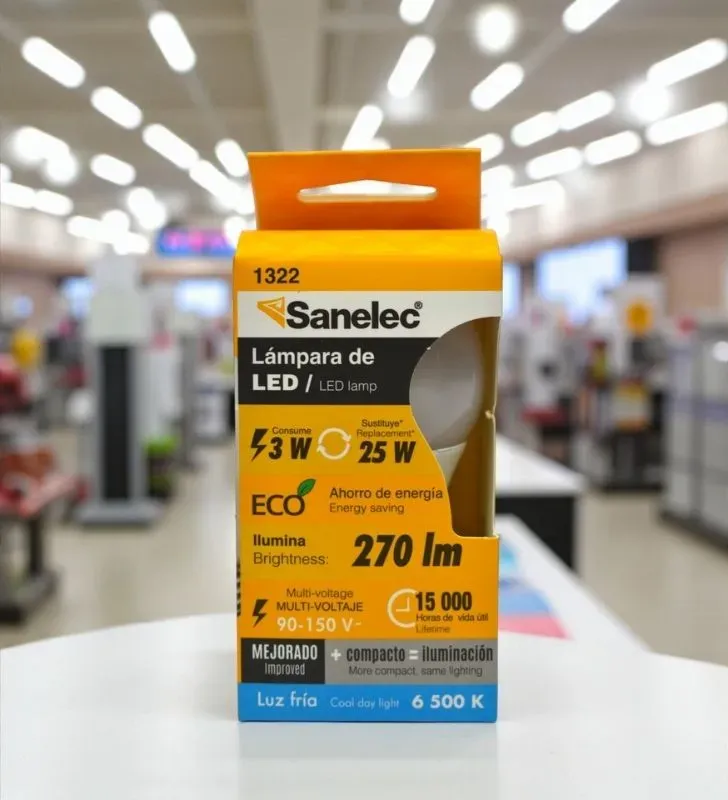 1322
Sanelec®
Lámpara de
LED / LED lamp
Consume
3 W
Sustituye*
Replacement*
25 W
ECO
Ahorro de energía
Energy saving
Ilumina
Brightness:
270 lm
Multi-voltage
MULTI-VOLTAJE
90-150 V~
15 000
Horas de vida útil
Lifetime
MEJORADO
Improved
+ compacto = iluminación
More compact, same lighting
Luz fría Cool day light 6 500 K